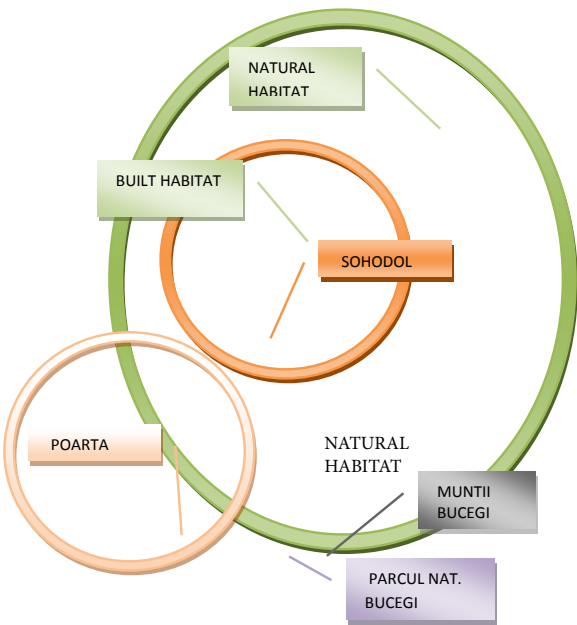 NATURAL
HABITAT
BUILT HABITAT
SOHODOL
POARTA
NATURAL
HABITAT
MUNTII
BUCEGI
PARCUL NAT.
BUCEGI